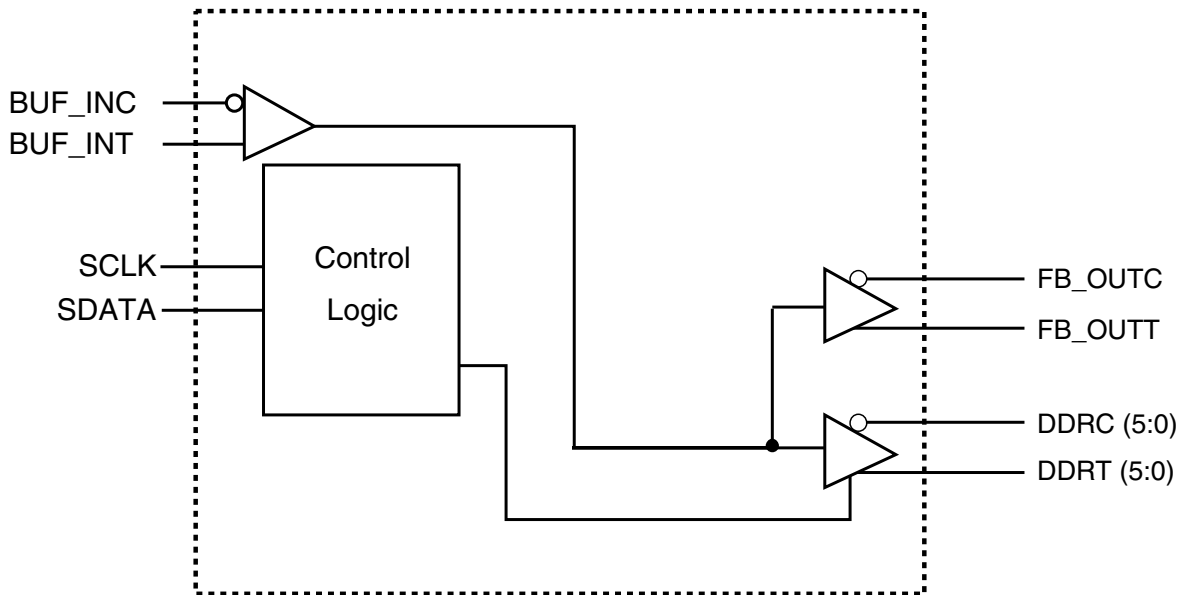 BUF_INC
BUF_INT
SCLK
SDATA
Control
Logic
FB_OUTC
FB_OUTT
DDRC (5:0)
DDRT (5:0)